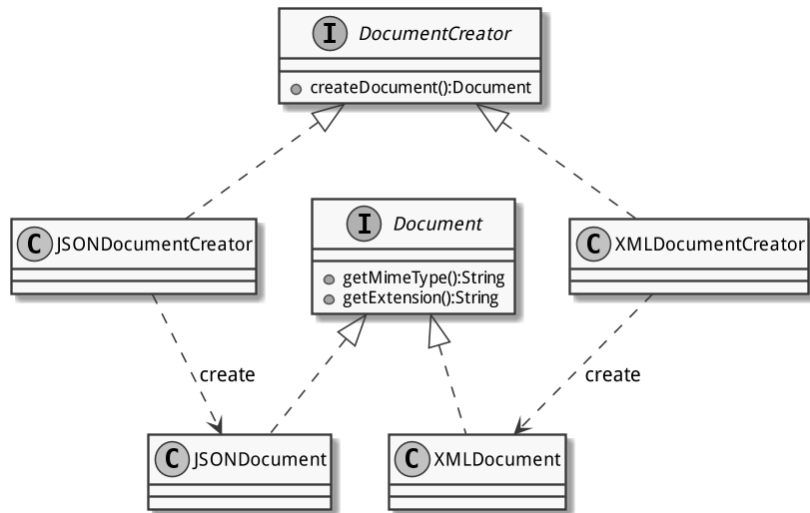 I DocumentCreator
createDocument():Document
C JSONDocumentCreator
I Document
getMimeType():String
getExtension():String
C XMLDocumentCreator
create
create
C JSONDocument
C XMLDocument